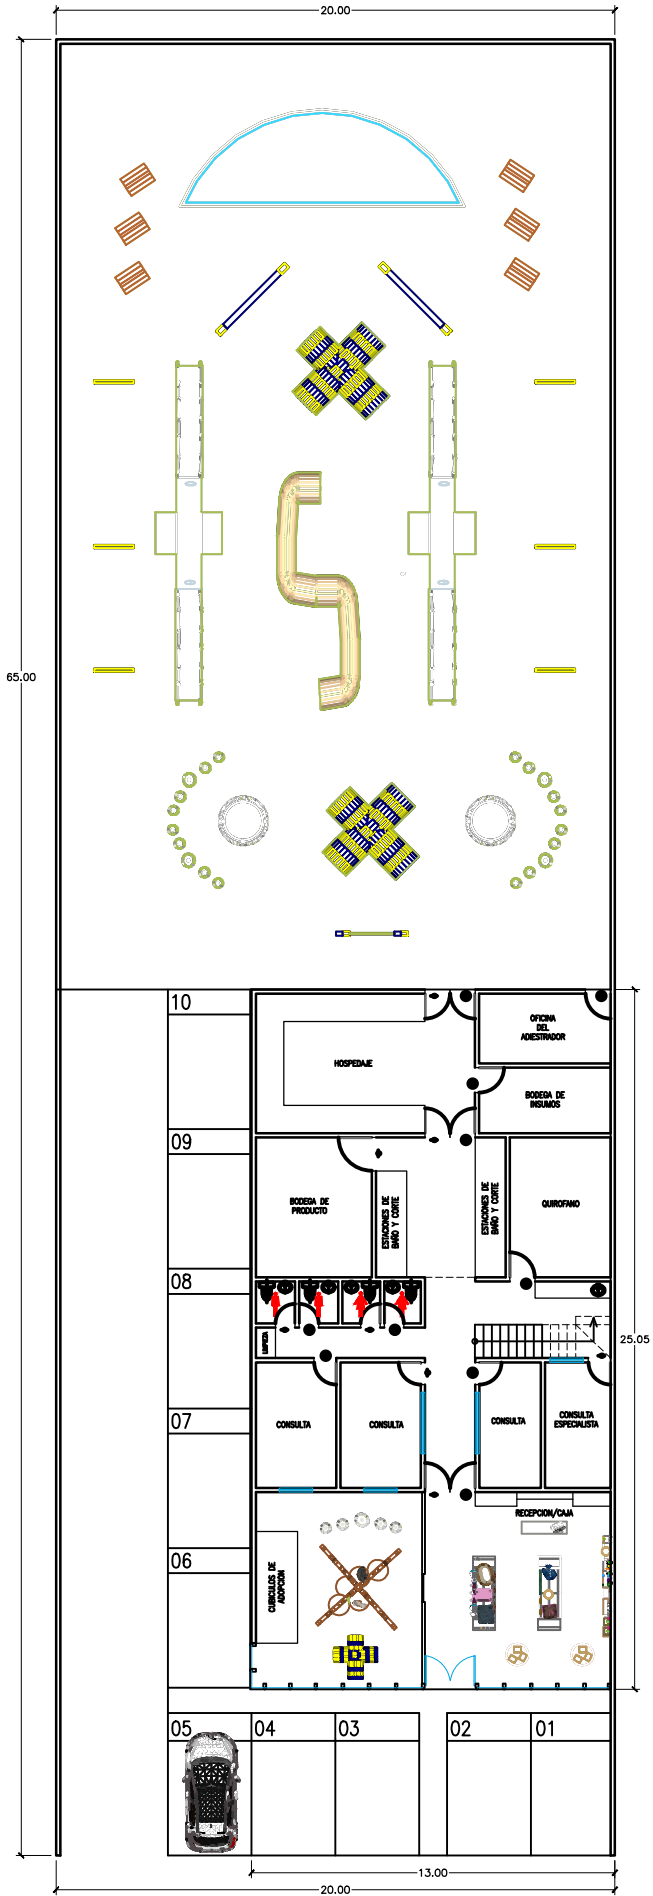 20.00
65.00
10
OFICINA
DEL
ADIESTRADOR
HOSPEDAJE
BODEGA DE
INSUMOS
09
BODEGA DE
PRODUCTO
ESTACIONES DE
BAÑO Y CORTE
ESTACIONES DE
BAÑO Y CORTE
QUIROFANO
08
LIMPIEZA
25.05
07
CONSULTA
CONSULTA
CONSULTA
CONSULTA
ESPECIALISTA
RECEPCION/CAJA
06
CUBICULOS DE
ADOPCION
05
04
03
02
01
13.00
20.00